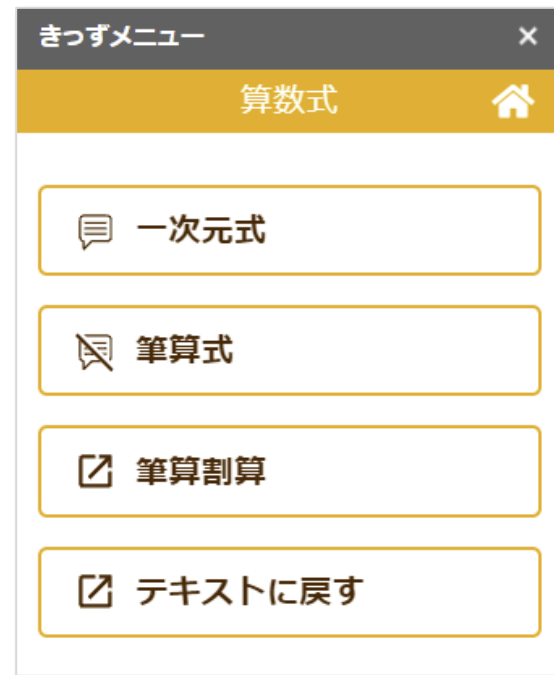 きっずメニュー
算数式
一次元式
筆算式
筆算割算
テキストに戻す